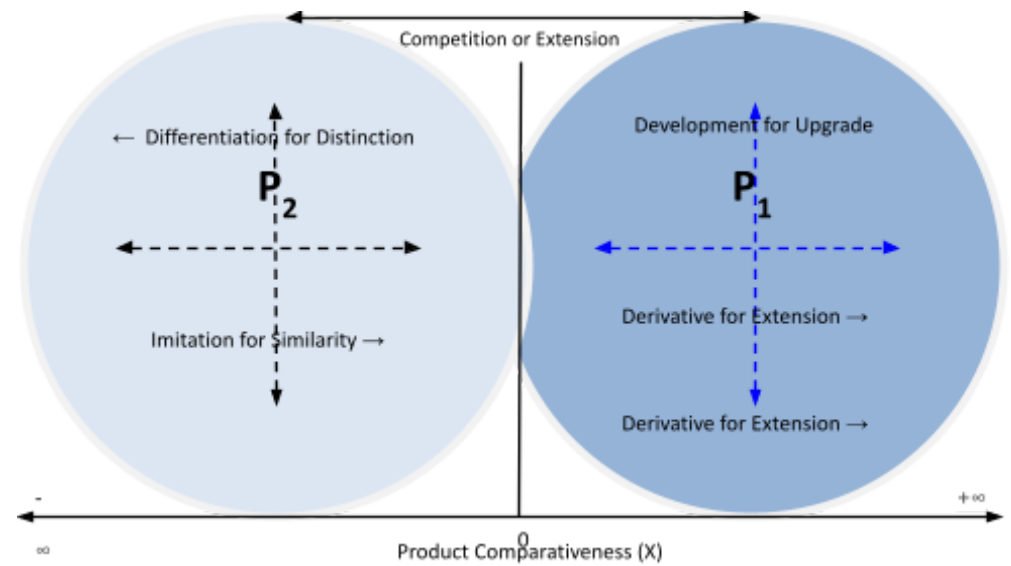 Competition or Extension
← Differentiation for Distinction
Development for Upgrade
P2
P1
Derivative for Extension →
Imitation for Similarity →
Derivative for Extension →
-
+∞
0
∞
Product Comparativeness (X)